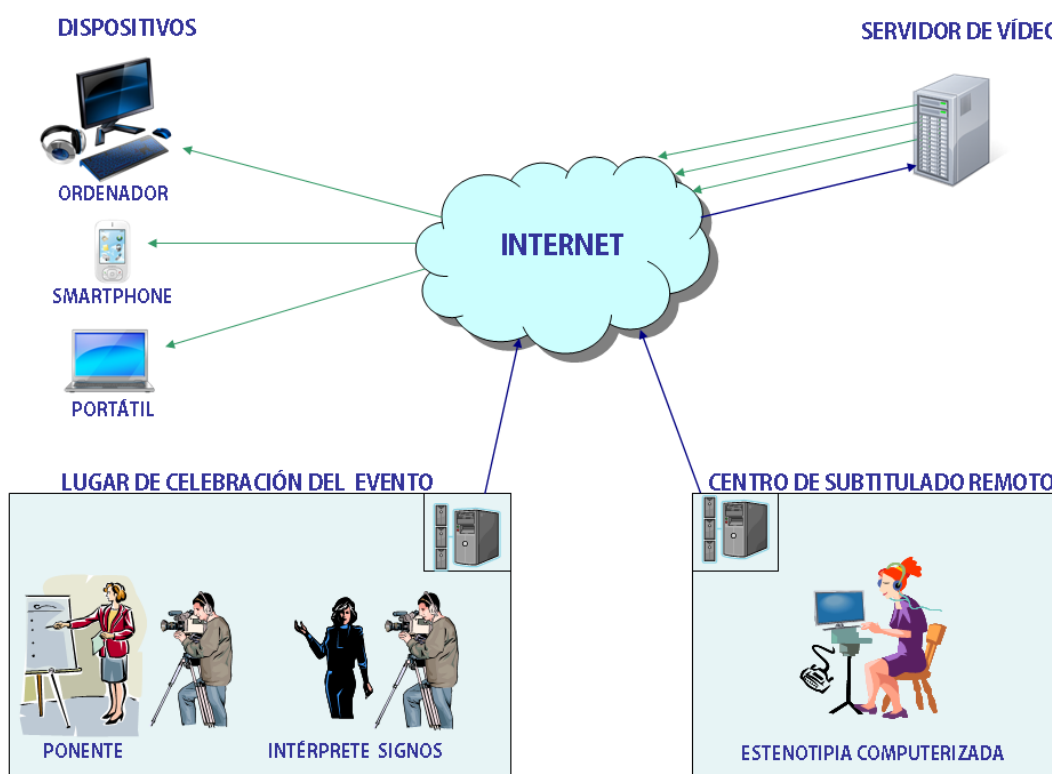 DISPOSITIVOS
SERVIDOR DE VÍDEO
ORDENADOR
INTERNET
SMARTPHONE
PORTÁTIL
LUGAR DE CELEBRACIÓN DEL EVENTO
CENTRO DE SUBTITULADO REMOTO
PONENTE
INTÉRPRETE SIGNOS
ESTENOTIPIA COMPUTERIZADA